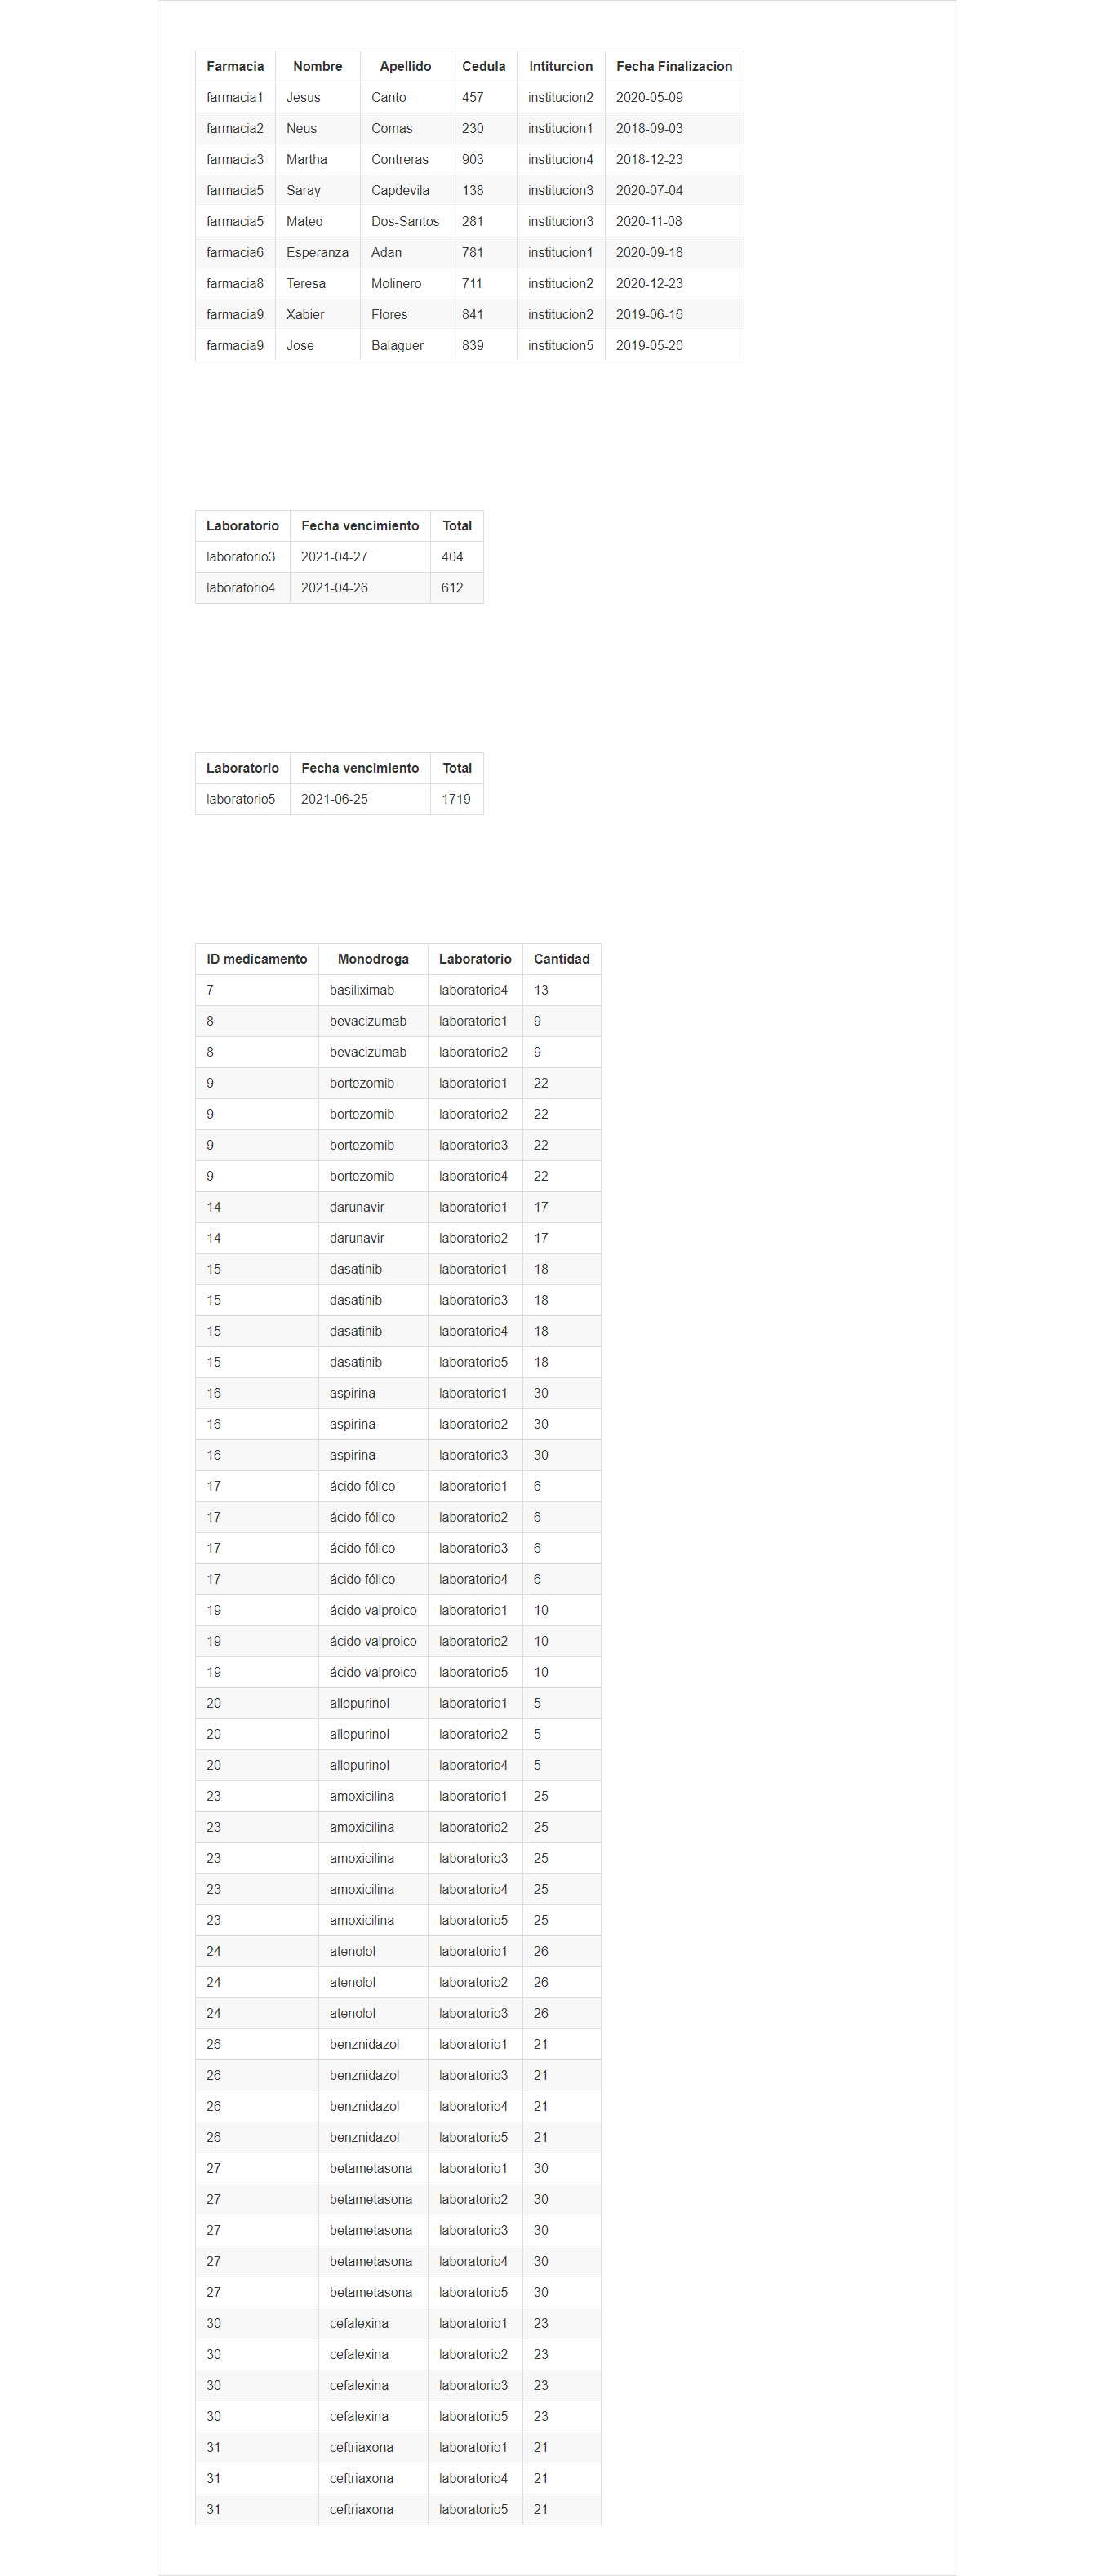 Farmacia Nombre Apellido Cedula Intiturcion Fecha Finalizacion
farmacia1 Jesus Canto 457 institucion2 2020-05-09
farmacia2 Neus Comas 230 institucion1 2018-09-03
farmacia3 Martha Contreras 903 institucion4 2018-12-23
farmacia5 Saray Capdevila 138 institucion3 2020-07-04
farmacia5 Mateo Dos-Santos 281 institucion3 2020-11-08
farmacia6 Esperanza Adan 781 institucion1 2020-09-18
farmacia8 Teresa Molinero 711 institucion2 2020-12-23
farmacia9 Xabier Flores 841 institucion2 2019-06-16
farmacia9 Jose Balaguer 839 institucion5 2019-05-20
Laboratorio Fecha vencimiento Total
laboratorio3 2021-04-27 404
laboratorio4 2021-04-26 612
Laboratorio Fecha vencimiento Total
laboratorio5 2021-06-25 1719
ID medicamento Monodroga Laboratorio Cantidad
7 basiliximab laboratorio4 13
8 bevacizumab laboratorio1 9
8 bevacizumab laboratorio2 9
9 bortezomib laboratorio1 22
9 bortezomib laboratorio2 22
9 bortezomib laboratorio3 22
9 bortezomib laboratorio4 22
14 darunavir laboratorio1 17
14 darunavir laboratorio2 17
15 dasatinib laboratorio1 18
15 dasatinib laboratorio3 18
15 dasatinib laboratorio4 18
15 dasatinib laboratorio5 18
16 aspirina laboratorio1 30
16 aspirina laboratorio2 30
16 aspirina laboratorio3 30
17 ácido fólico laboratorio1 6
17 ácido fólico laboratorio2 6
17 ácido fólico laboratorio3 6
17 ácido fólico laboratorio4 6
19 ácido valproico laboratorio1 10
19 ácido valproico laboratorio2 10
19 ácido valproico laboratorio5 10
20 allopurinol laboratorio1 5
20 allopurinol laboratorio2 5
20 allopurinol laboratorio4 5
23 amoxicilina laboratorio1 25
23 amoxicilina laboratorio2 25
23 amoxicilina laboratorio3 25
23 amoxicilina laboratorio4 25
23 amoxicilina laboratorio5 25
24 atenolol laboratorio1 26
24 atenolol laboratorio2 26
24 atenolol laboratorio3 26
26 benznidazol laboratorio1 21
26 benznidazol laboratorio3 21
26 benznidazol laboratorio4 21
26 benznidazol laboratorio5 21
27 betametasona laboratorio1 30
27 betametasona laboratorio2 30
27 betametasona laboratorio3 30
27 betametasona laboratorio4 30
27 betametasona laboratorio5 30
30 cefalexina laboratorio1 23
30 cefalexina laboratorio2 23
30 cefalexina laboratorio3 23
30 cefalexina laboratorio5 23
31 ceftriaxona laboratorio1 21
31 ceftriaxona laboratorio4 21
31 ceftriaxona laboratorio5 21